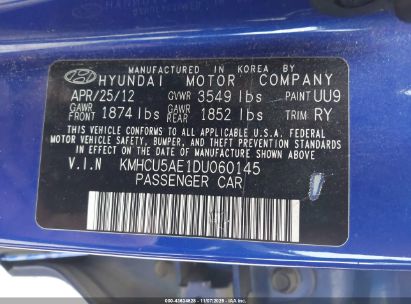 MANUFACTURED IN KOREA BY
HYUNDAI MOTOR COMPANY
APR/25/12 GVWR 3549 lbs PAINT UU9
GAWR FRONT 1874 lbs GAWR REAR 1852 lbs TRIM RY
THIS VEHICLE CONFORMS TO ALL APPLICABLE U.S.A. FEDERAL
MOTOR VEHICLE SAFETY, BUMPER, AND THEFT PREVENTION
STANDARDS IN EFFECT ON THE DATE OF MANUFACTURE SHOWN ABOVE.
V.I.N KMHCU5AE1DU060145
PASSENGER CAR